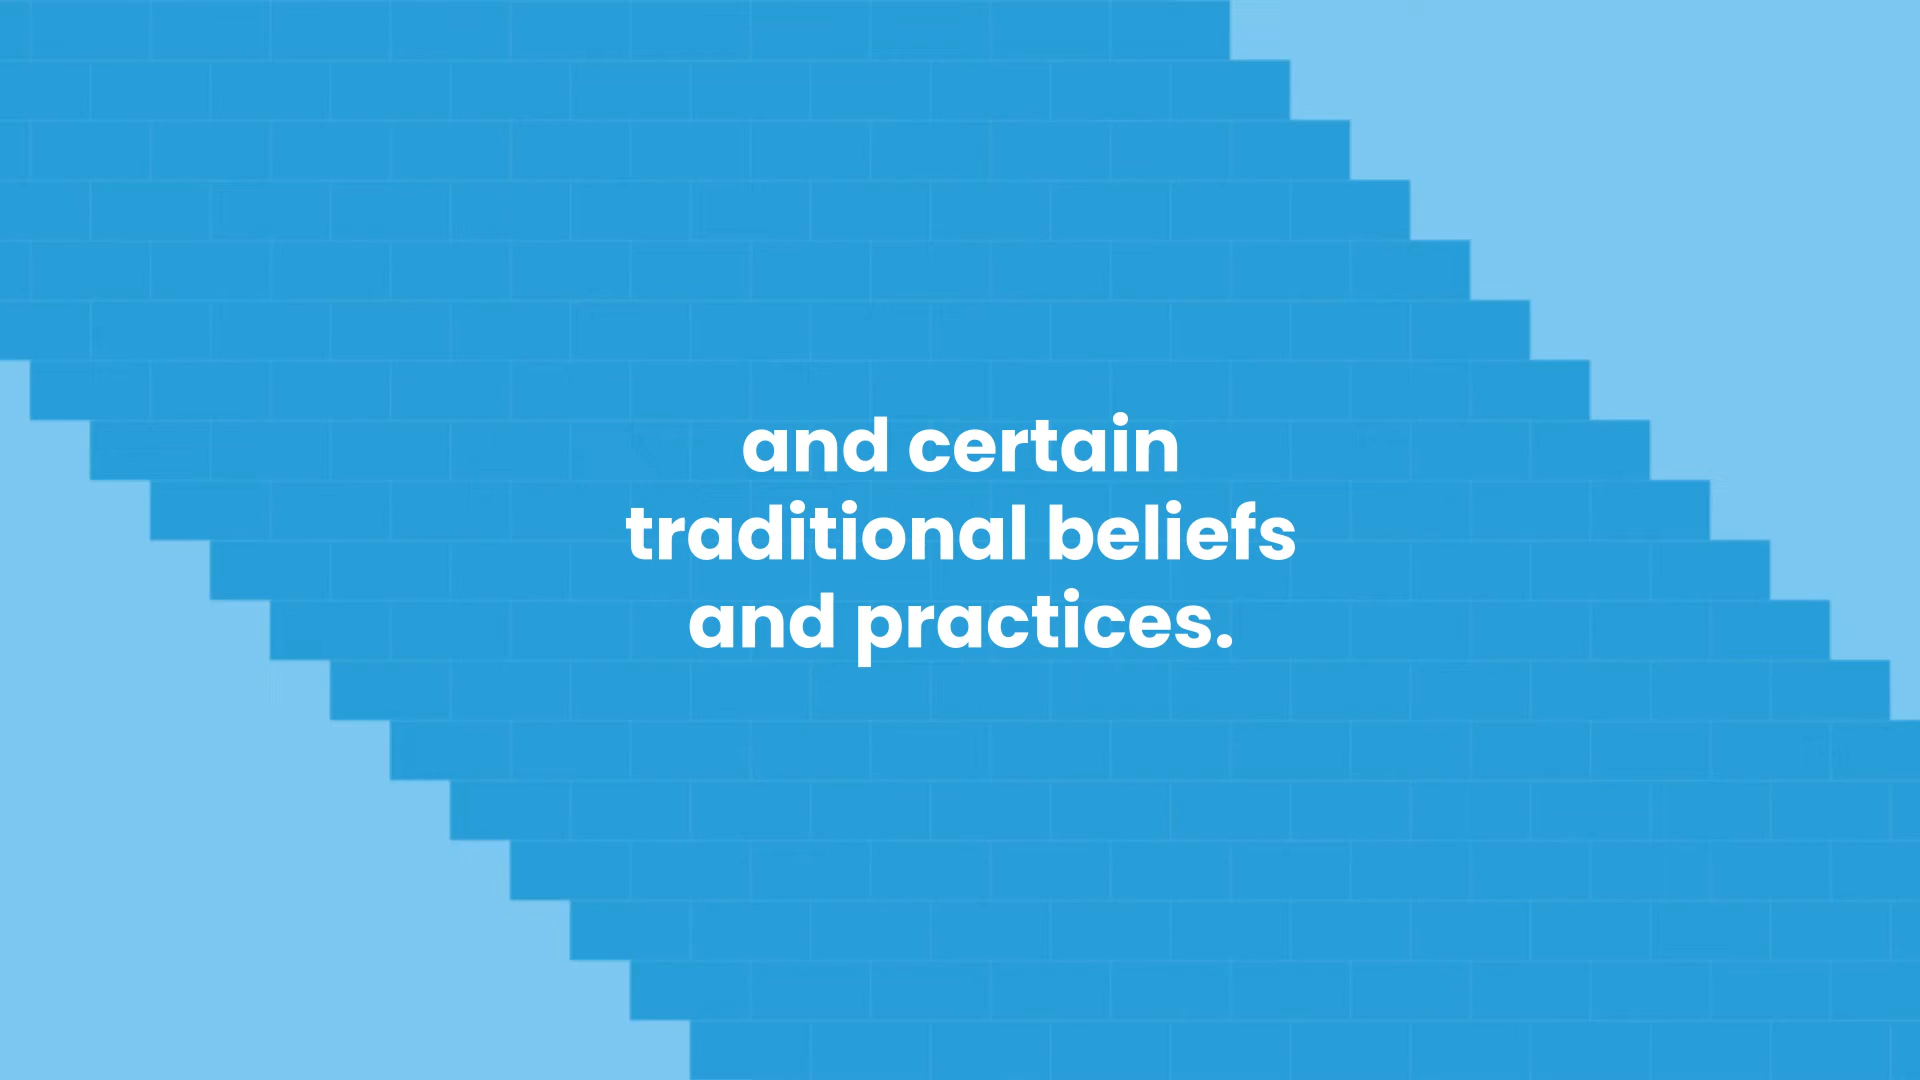 and certain
traditional beliefs
and practices.